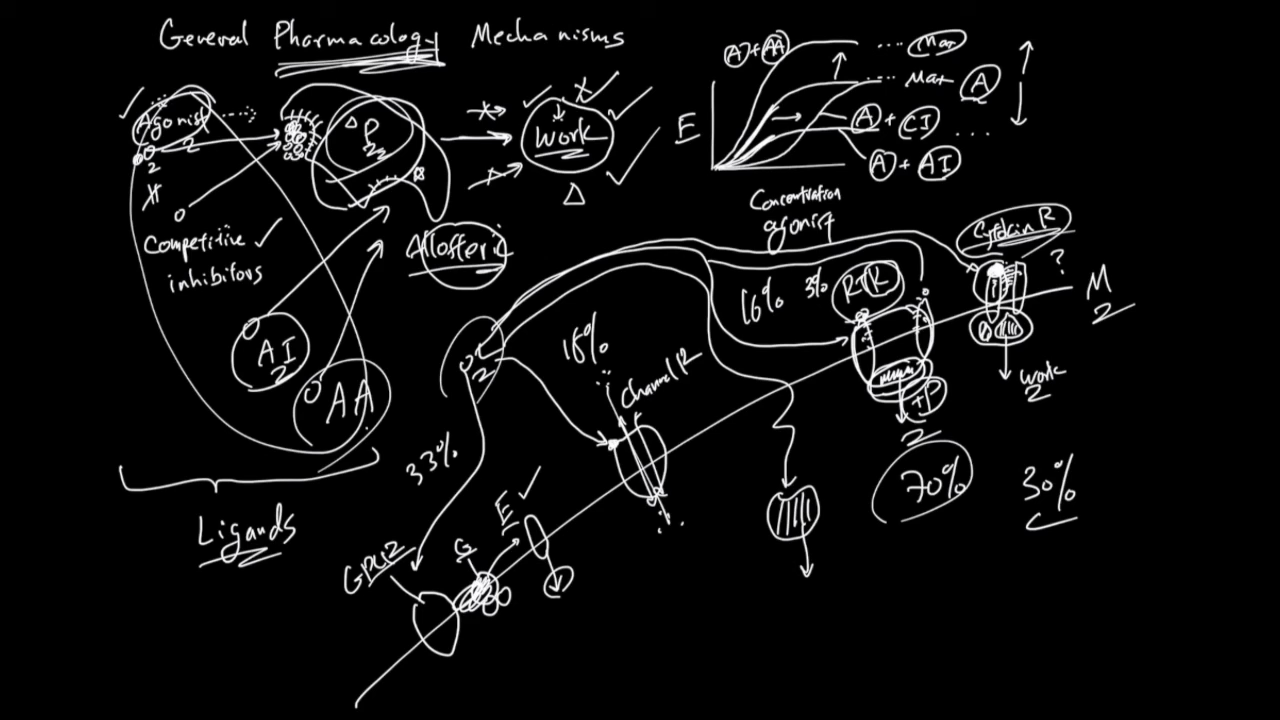 General Pharmacology Mechanisms
Agonist
P
Work
Competitive
inhibitors
Allosteric
AI
AA
Ligands
E
A + AA
Max
Max A
A + CI
A + AI
Concentration
agonist
Cytokin R
?
M
work
16%
3%
RTK
+P
18%
Channel R
33%
GPCR
G
E
70%
30%